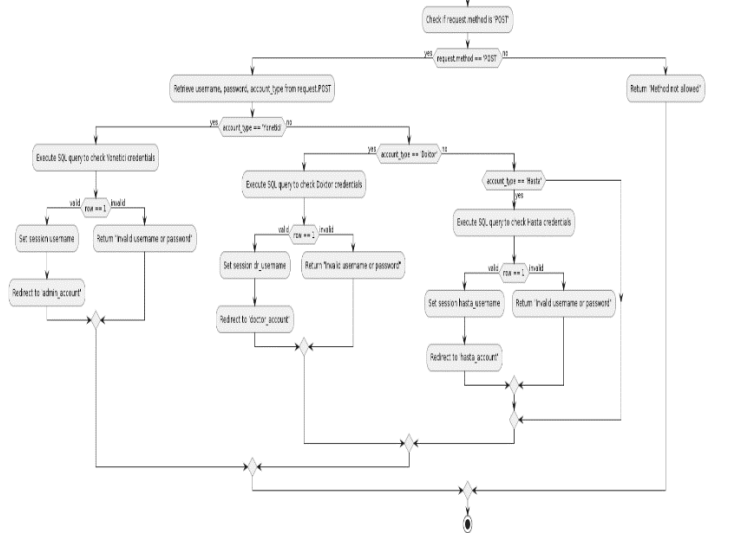 Check if request.method is 'POST'
yes
request.method == 'POST'
no
Retrieve username, password, account_type from request.POST
Return "Method not allowed"
yes
account_type == 'Yonetici'
no
Execute SQL query to check Yonetici credentials
yes
account_type == 'Doktor'
no
Execute SQL query to check Doktor credentials
account_type == 'Hasta'
yes
valid
row == 1
invalid
Execute SQL query to check Hasta credentials
Set session username
Return "Invalid username or password"
valid
row == 1
invalid
Set session dr_username
Return "Invalid username or password"
valid
row == 1
invalid
Redirect to 'admin_account'
Set session hasta_username
Return "Invalid username or password"
Redirect to 'doctor_account'
Redirect to 'hasta_account'